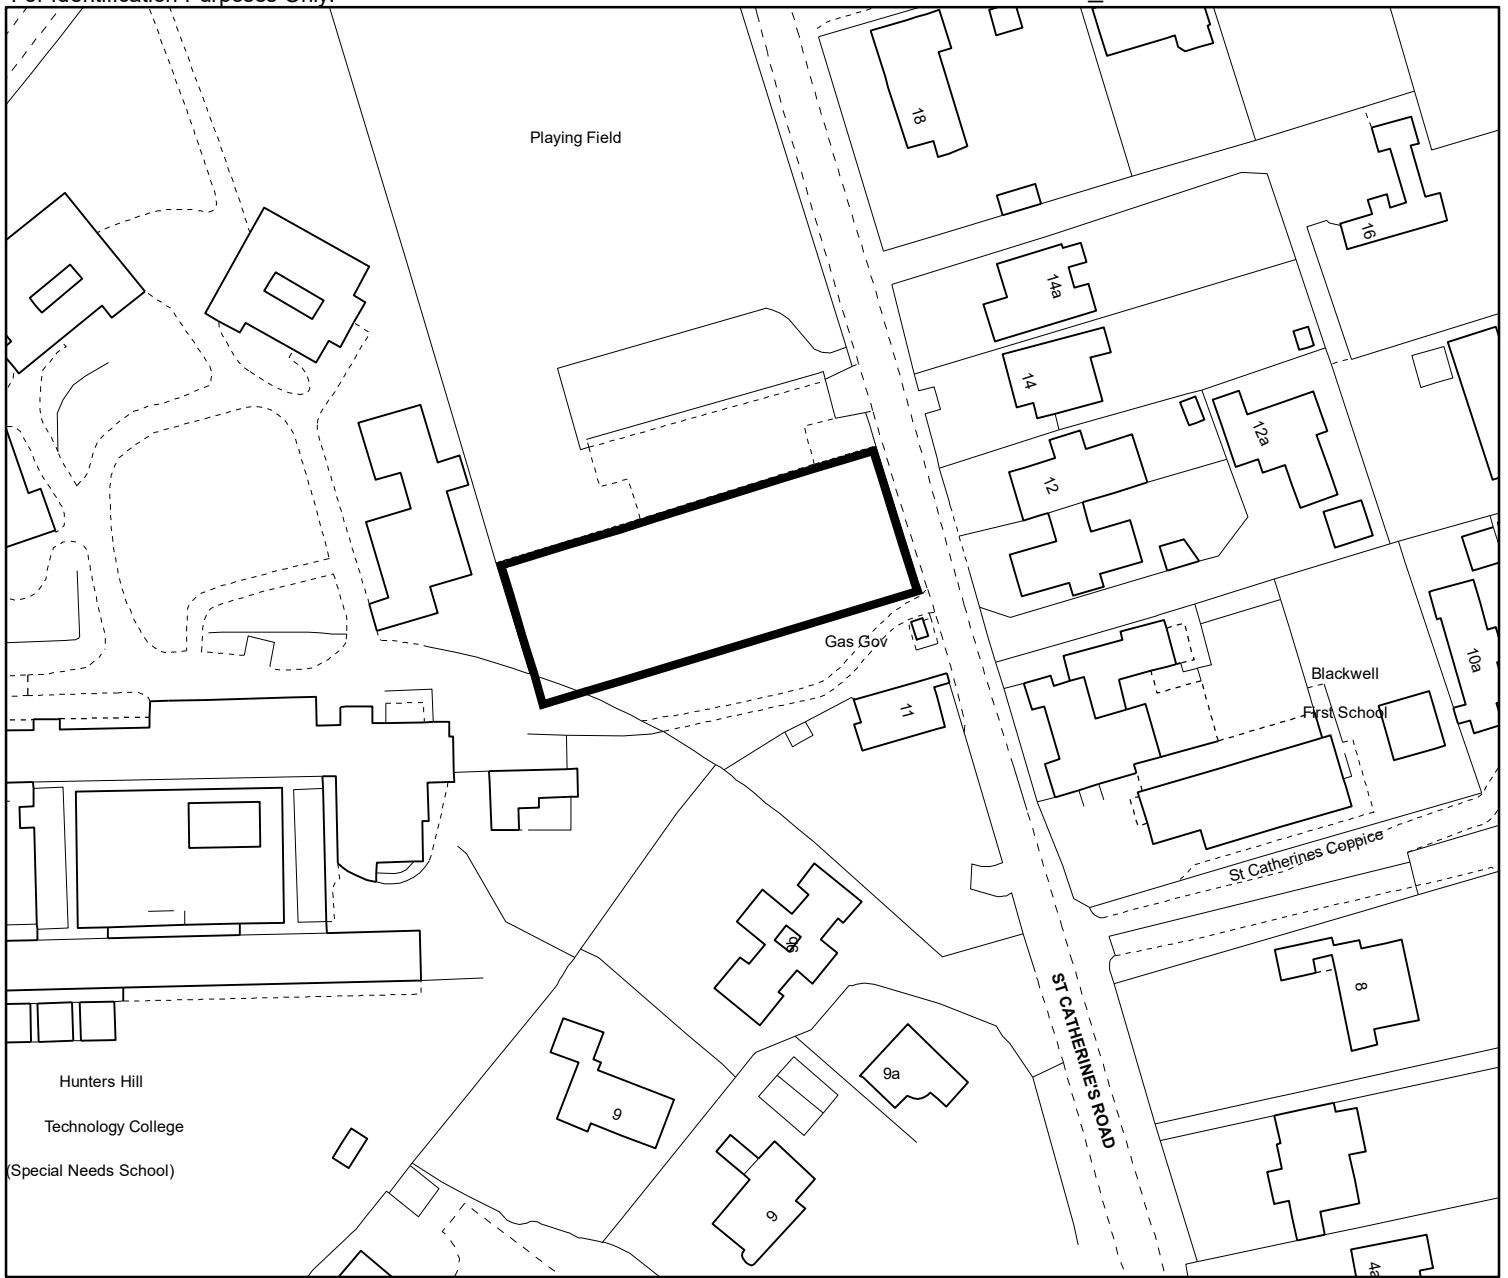 For Identification Purposes Only.
18
Playing Field
16
14a
14
12a
12
Gas Gov
10a
Blackwell
First School
11
St Catherines Coppice
8
ST CATHERINE'S ROAD
9a
Hunters Hill
9
Technology College
(Special Needs School)
9